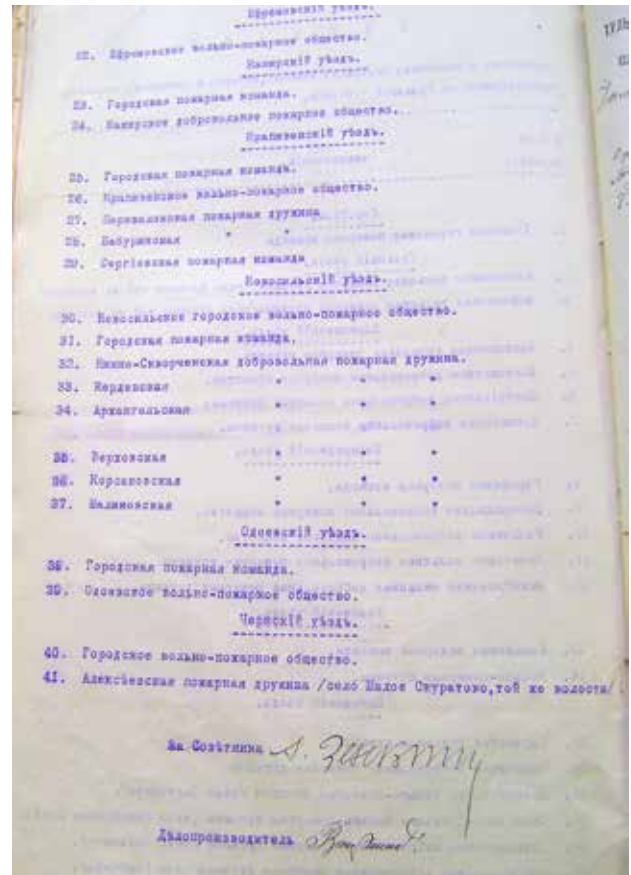 Ефремовскій уѣздъ.
22. Ефремовское вольно-пожарное общество.
Каширскій уѣздъ.
23. Городская пожарная команда.
24. Каширское добровольное пожарное общество.
Крапивенскій уѣздъ.
25. Городская пожарная команда.
26. Крапивенское вольно-пожарное общество.
27. пожарная дружина
28. Бабуринская " "
29. Сергіевская пожарная команда
Новосильскій уѣздъ.
30. Новосильское городское вольно-пожарное общество.
31. Городская пожарная команда.
32. Нижне-Скворченская добровольная пожарная дружина.
33. " " "
34. Архангельская " " "
35. Верховская " " "
36. Корсаковская " " "
37. " " "
Одоевскій уѣздъ.
38. Городская пожарная команда.
39. Одоевское вольно-пожарное общество.
Чернскій уѣздъ.
40. Городское вольно-пожарное общество.
41. Алексѣевская пожарная дружина /село Малое Скуратово,той же волости/
За Совѣтника
Дѣлопроизводитель